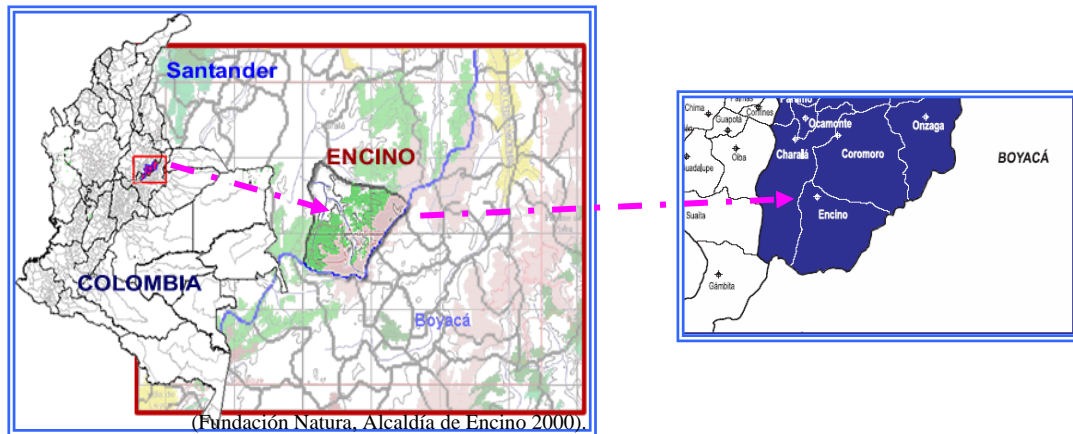 Santander
ENCINO
COLOMBIA
Boyacá
(Fundación Natura, Alcaldía de Encino 2000).
Chima
Confines
Guapotá
Ocamonte
Onzaga
Charalá
Oiba
Coromoro
uadalupe
BOYACÁ
Encino
Suaita
Gámbita